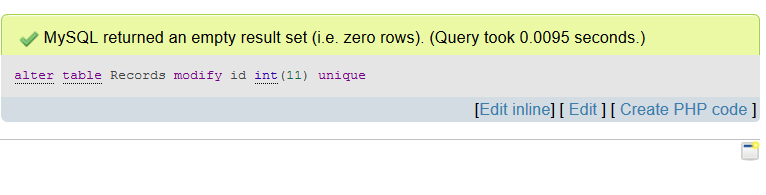 MySQL returned an empty result set (i.e. zero rows). (Query took 0.0095 seconds.)
alter table Records modify id int(11) unique
[Edit inline] [ Edit ] [ Create PHP code ]